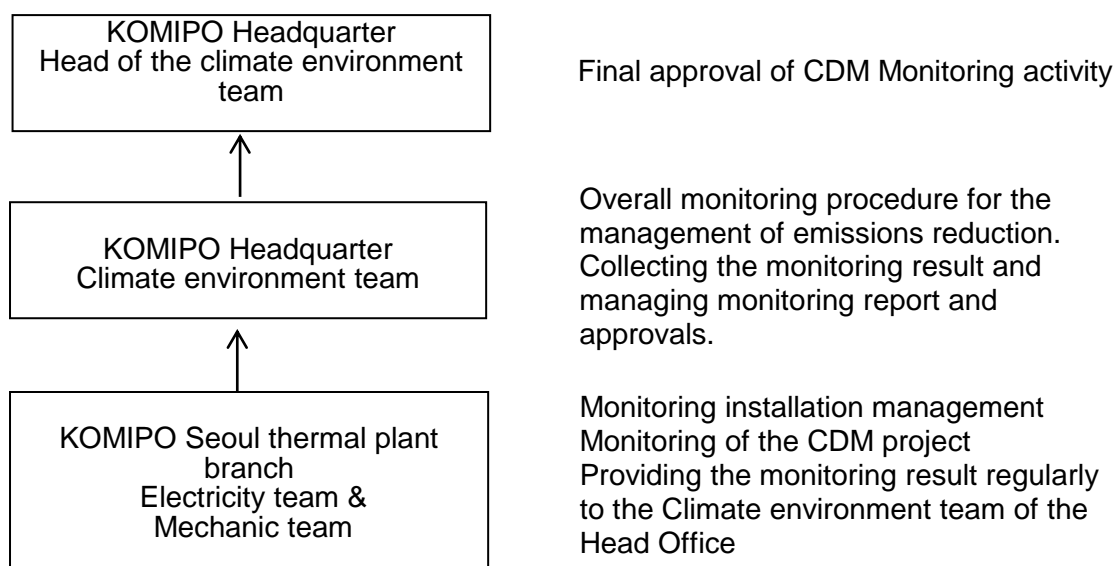 KOMIPO Headquarter
Head of the climate environment
team
Final approval of CDM Monitoring activity
KOMIPO Headquarter
Climate environment team
Overall monitoring procedure for the
management of emissions reduction.
Collecting the monitoring result and
managing monitoring report and
approvals.
KOMIPO Seoul thermal plant
branch
Electricity team &
Mechanic team
Monitoring installation management
Monitoring of the CDM project
Providing the monitoring result regularly
to the Climate environment team of the
Head Office